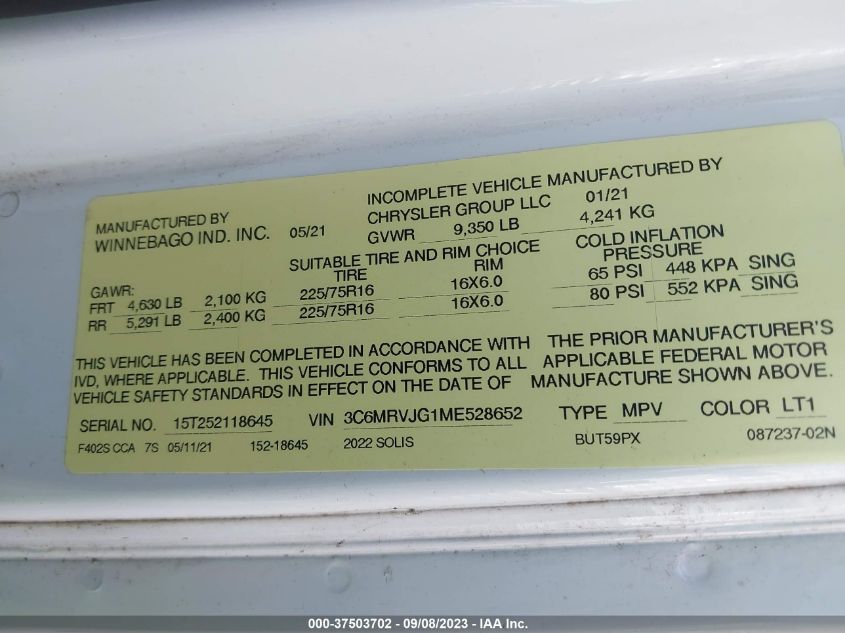 MANUFACTURED BY
WINNEBAGO IND. INC. 05/21
INCOMPLETE VEHICLE MANUFACTURED BY
CHRYSLER GROUP LLC 01/21
GVWR 9,350 LB 4,241 KG
SUITABLE TIRE AND RIM CHOICE
TIRE RIM
COLD INFLATION
PRESSURE
GAWR:
FRT 4,630 LB 2,100 KG 225/75R16 16X6.0 65 PSI 448 KPA SING
RR 5,291 LB 2,400 KG 225/75R16 16X6.0 80 PSI 552 KPA SING
THIS VEHICLE HAS BEEN COMPLETED IN ACCORDANCE WITH THE PRIOR MANUFACTURER'S
IVD, WHERE APPLICABLE. THIS VEHICLE CONFORMS TO ALL APPLICABLE FEDERAL MOTOR
VEHICLE SAFETY STANDARDS IN EFFECT ON THE DATE OF MANUFACTURE SHOWN ABOVE.
SERIAL NO. 15T252118645 VIN 3C6MRVJG1ME528652 TYPE MPV COLOR LT1
F402S CCA 7S 05/11/21 152-18645 2022 SOLIS BUT59PX 087237-02N
000-37503702 - 09/08/2023 - IAA Inc.